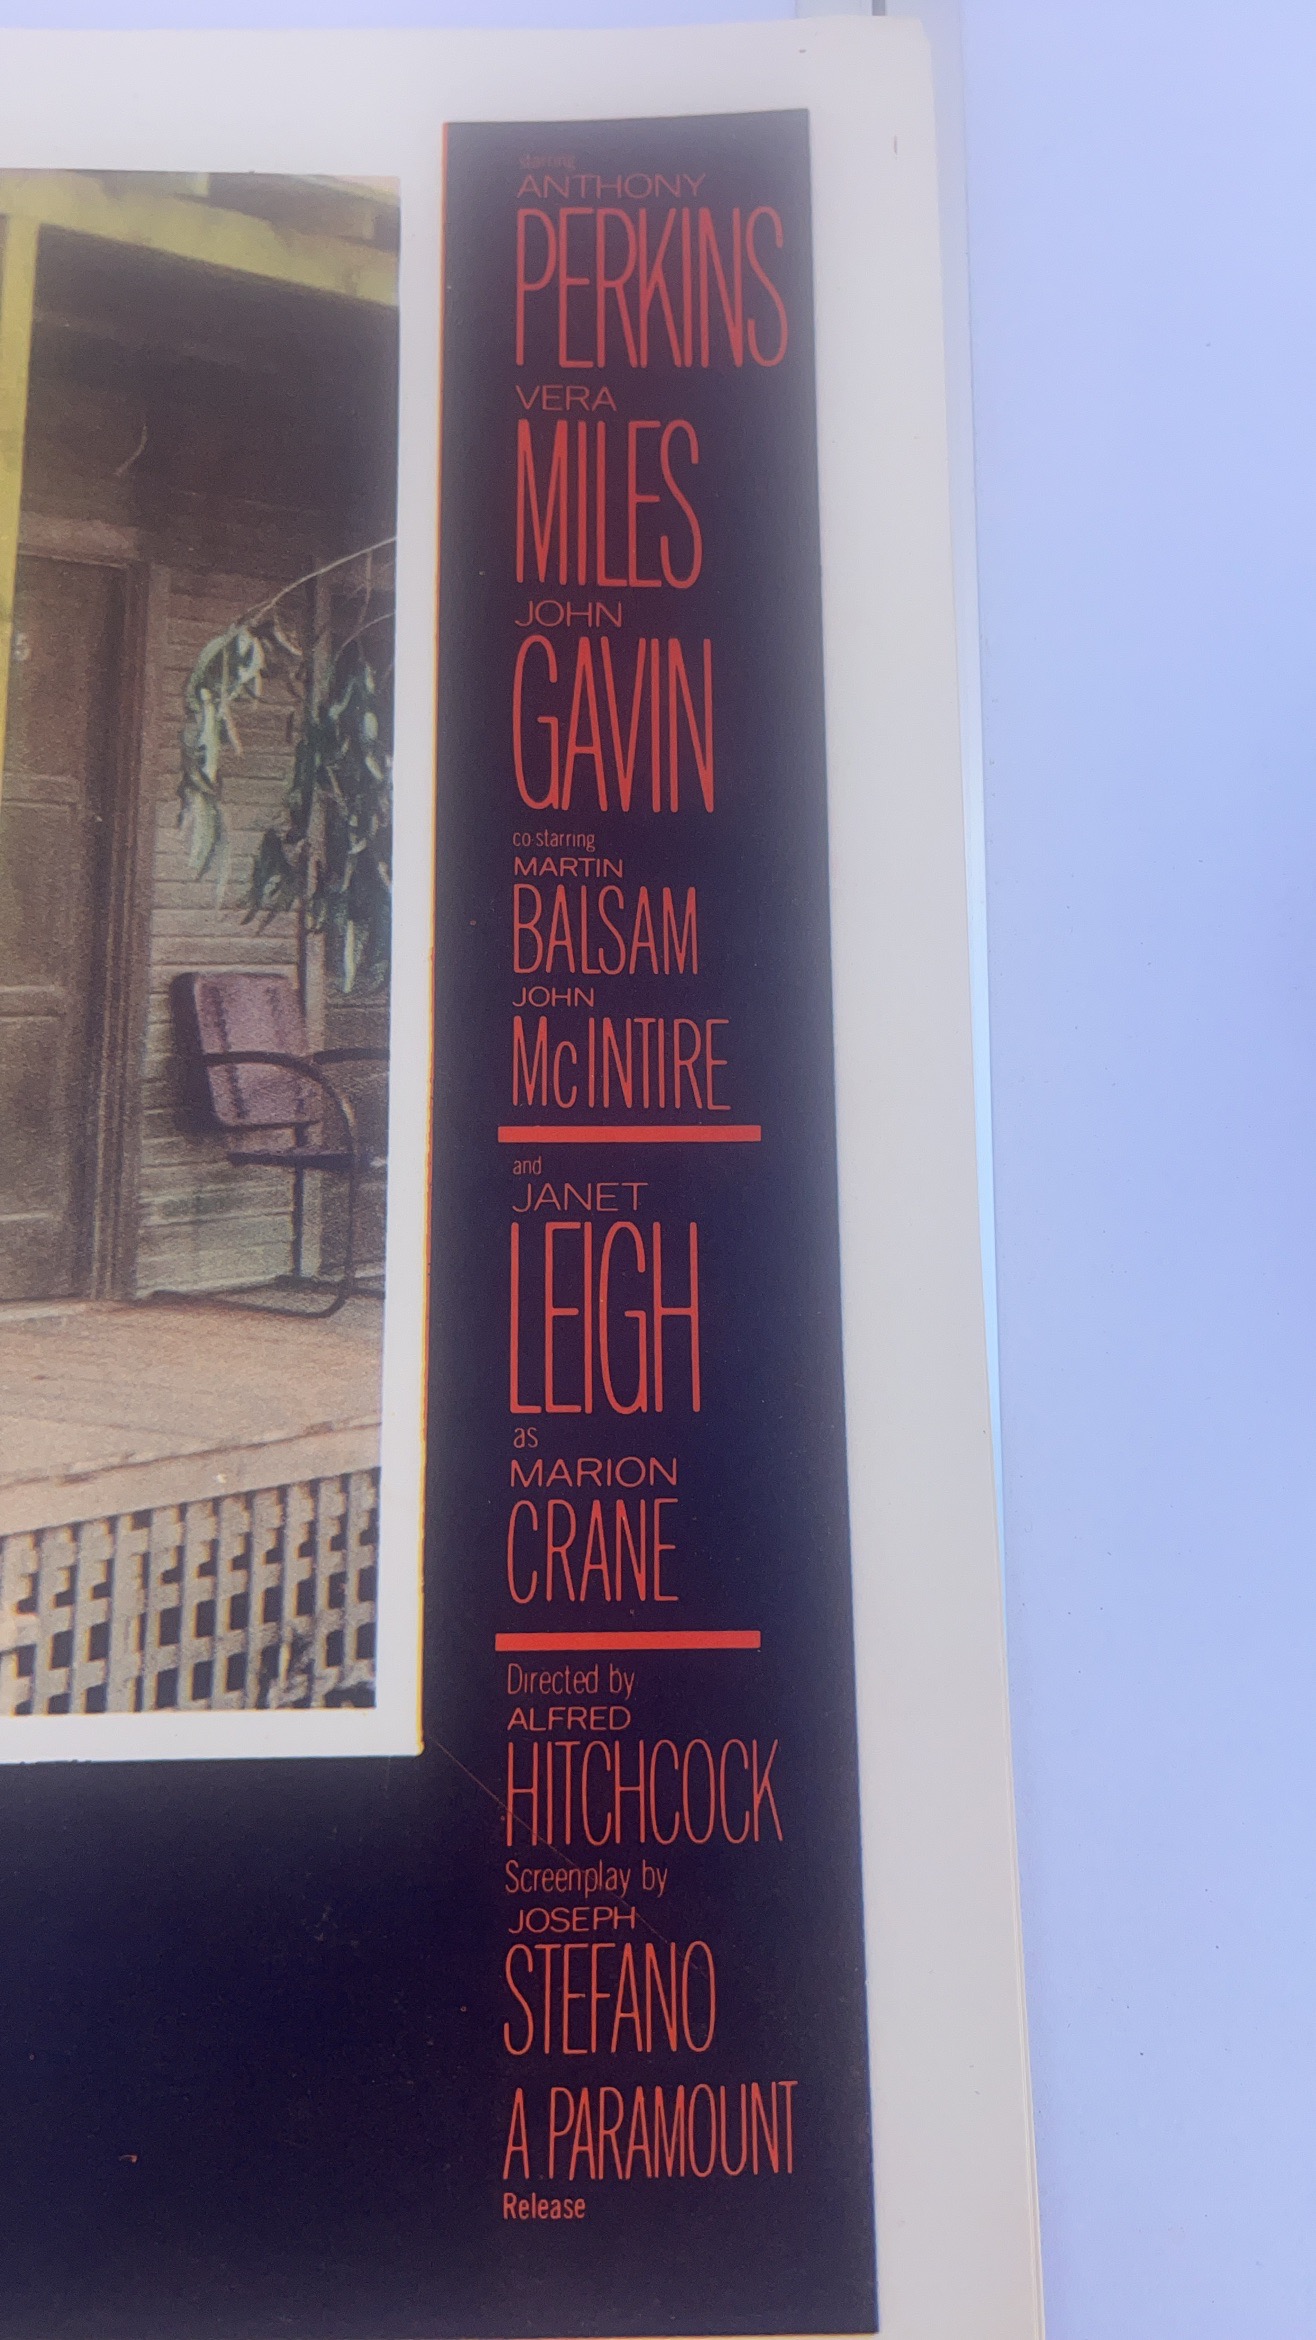 starring
ANTHONY
PERKINS
VERA
MILES
JOHN
GAVIN
co-starring
MARTIN
BALSAM
JOHN
McINTIRE
and
JANET
LEIGH
as
MARION
CRANE
Directed by
ALFRED
HITCHCOCK
Screenplay by
JOSEPH
STEFANO
A PARAMOUNT
Release